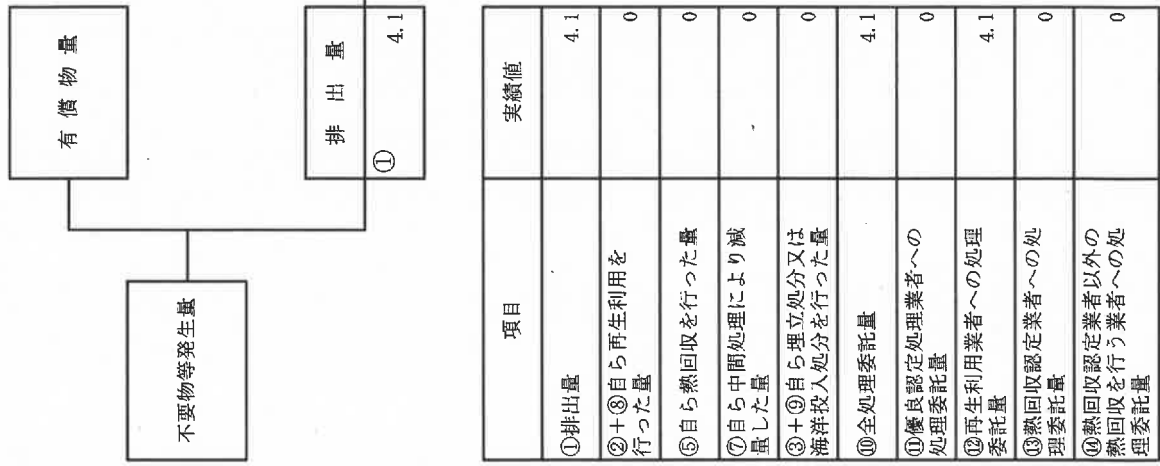 不要物等発生量
有償物量
排出量
①
4.1
項目
実績値
①排出量
4.1
②+⑧自ら再生利用を
行った量
0
⑤自ら熱回収を行った量
0
⑦自ら中間処理により減
量した量
0
③+⑨自ら埋立処分又は
海洋投入処分を行った量
0
⑩全処理委託量
4.1
⑪優良認定処理業者への
処理委託量
0
⑫再生利用業者への処理
委託量
4.1
⑬熱回収認定業者への処
理委託量
0
⑭熱回収認定業者以外の
熱回収を行う業者への処
理委託量
0